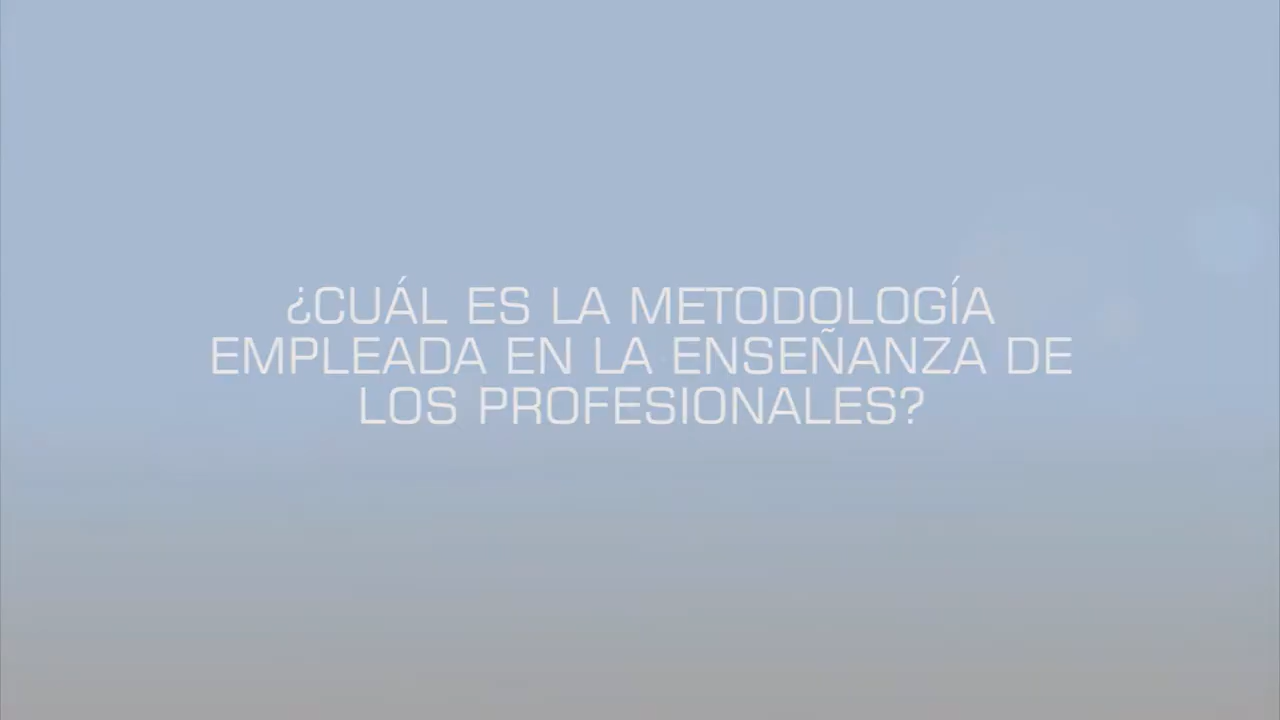 ¿CUÁL ES LA METODOLOGÍA
EMPLEADA EN LA ENSEÑANZA DE
LOS PROFESIONALES?